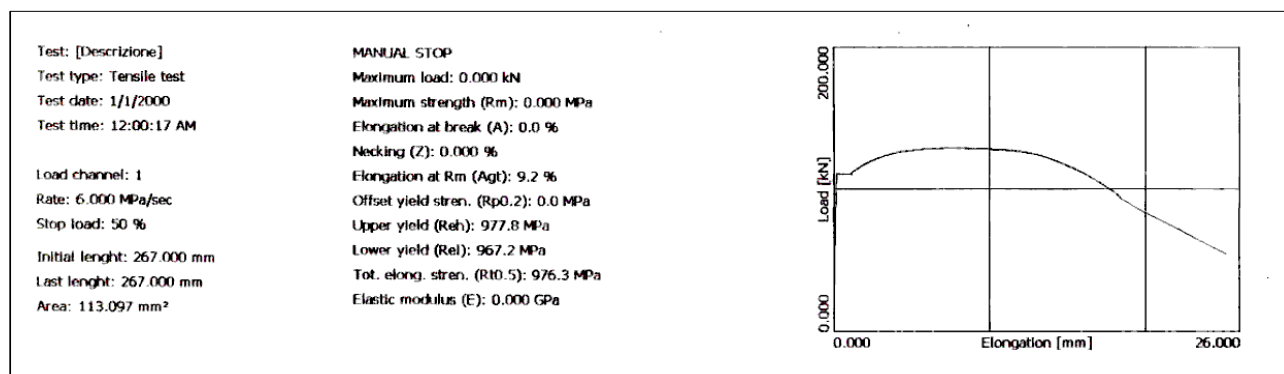 Test: [Descrizione]
Test type: Tensile test
Test date: 1/1/2000
Test time: 12:00:17 AM
Load channel: 1
Rate: 6.000 MPa/sec
Stop load: 50 %
Initial lenght: 267.000 mm
Last lenght: 267.000 mm
Area: 113.097 mm²
MANUAL STOP
Maximum load: 0.000 kN
Maximum strength (Rm): 0.000 MPa
Elongation at break (A): 0.0 %
Necking (Z): 0.000 %
Elongation at Rm (Agt): 9.2 %
Offset yield stren. (Rp0.2): 0.0 MPa
Upper yield (Reh): 977.8 MPa
Lower yield (Rel): 967.2 MPa
Tot. elong. stren. (Rt0.5): 976.3 MPa
Elastic modulus (E): 0.000 GPa
200.000
Load [kN]
0.000
0.000
Elongation [mm]
26.000